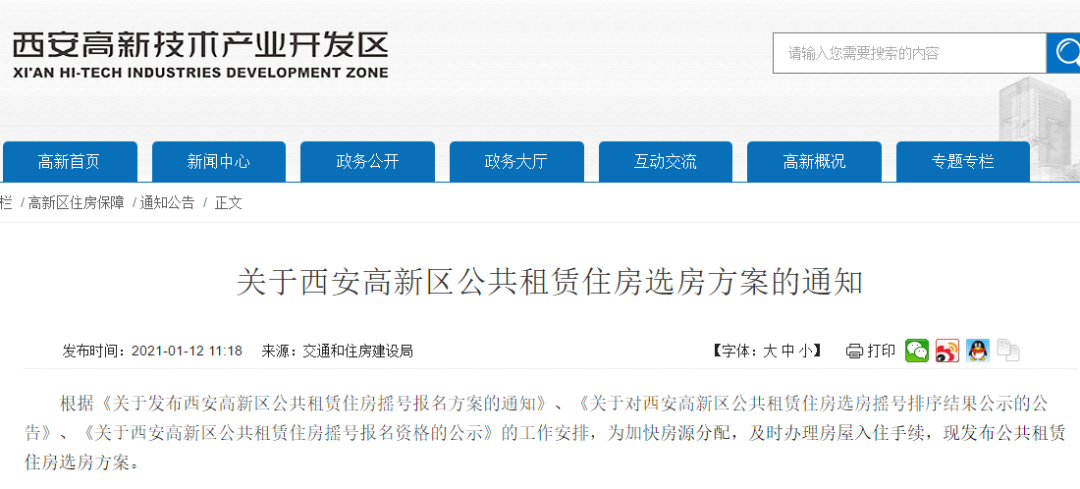 西安高新技术产业开发区
XI'AN HI-TECH INDUSTRIES DEVELOPMENT ZONE
请输入您需要搜索的内容
高新首页 新闻中心 政务公开 政务大厅 互动交流 高新概况 专题专栏
栏 / 高新区住房保障 / 通知公告 / 正文
关于西安高新区公共租赁住房选房方案的通知
发布时间：2021-01-12 11:18 来源：交通和住房建设局 【字体：大 中 小】 打印
根据《关于发布西安高新区公共租赁住房摇号报名方案的通知》、《关于对西安高新区公共租赁住房选房摇号排序结果公示的公
告》、《关于西安高新区公共租赁住房摇号报名资格的公示》的工作安排，为加快房源分配，及时办理房屋入住手续，现发布公共租赁
住房选房方案。